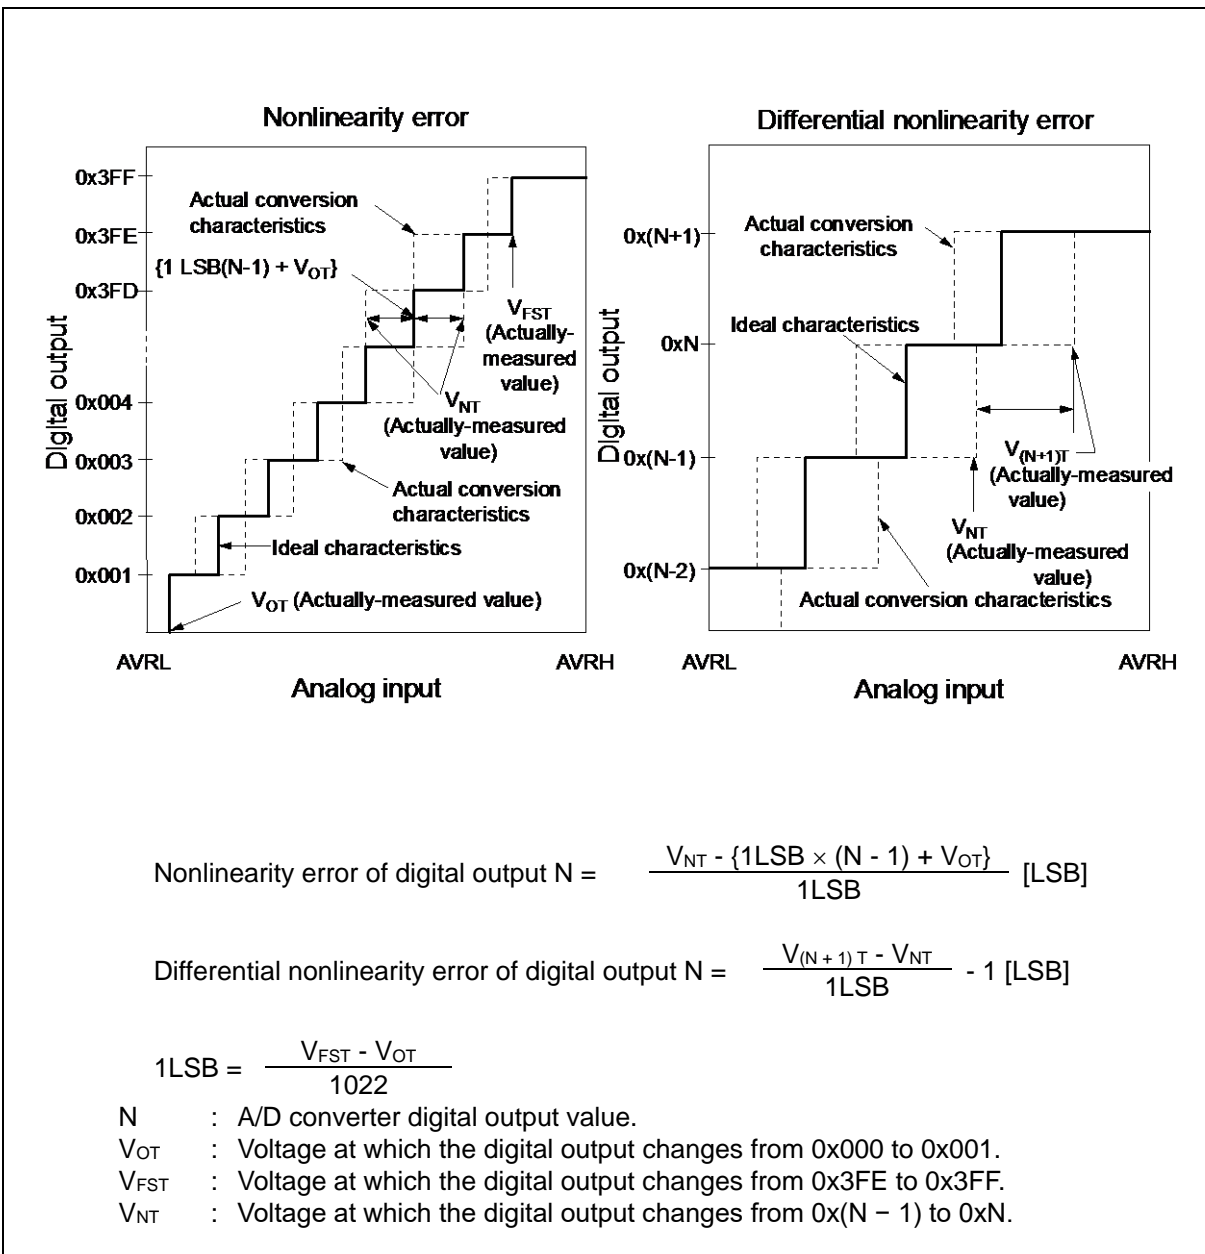 Nonlinearity error
Digital output
0x3FF
0x3FE
0x3FD
0x004
0x003
0x002
0x001
Actual conversion
characteristics
{1 LSB(N-1) + VOT}
VFST
(Actually-
measured
value)
VNT
(Actually-measured
value)
Actual conversion
characteristics
Ideal characteristics
VOT (Actually-measured value)
AVRL
AVRH
Analog input
Differential nonlinearity error
Digital output
0x(N+1)
0xN
0x(N-1)
0x(N-2)
Actual conversion
characteristics
Ideal characteristics
V(N+1)T
(Actually-measured
value)
VNT
(Actually-measured
value)
Actual conversion characteristics
AVRL
AVRH
Analog input
Nonlinearity error of digital output N = VNT - {1LSB × (N - 1) + VOT} / 1LSB [LSB]
Differential nonlinearity error of digital output N = V(N + 1) T - VNT / 1LSB - 1 [LSB]
1LSB = VFST - VOT / 1022
N : A/D converter digital output value.
VOT : Voltage at which the digital output changes from 0x000 to 0x001.
VFST : Voltage at which the digital output changes from 0x3FE to 0x3FF.
VNT : Voltage at which the digital output changes from 0x(N − 1) to 0xN.